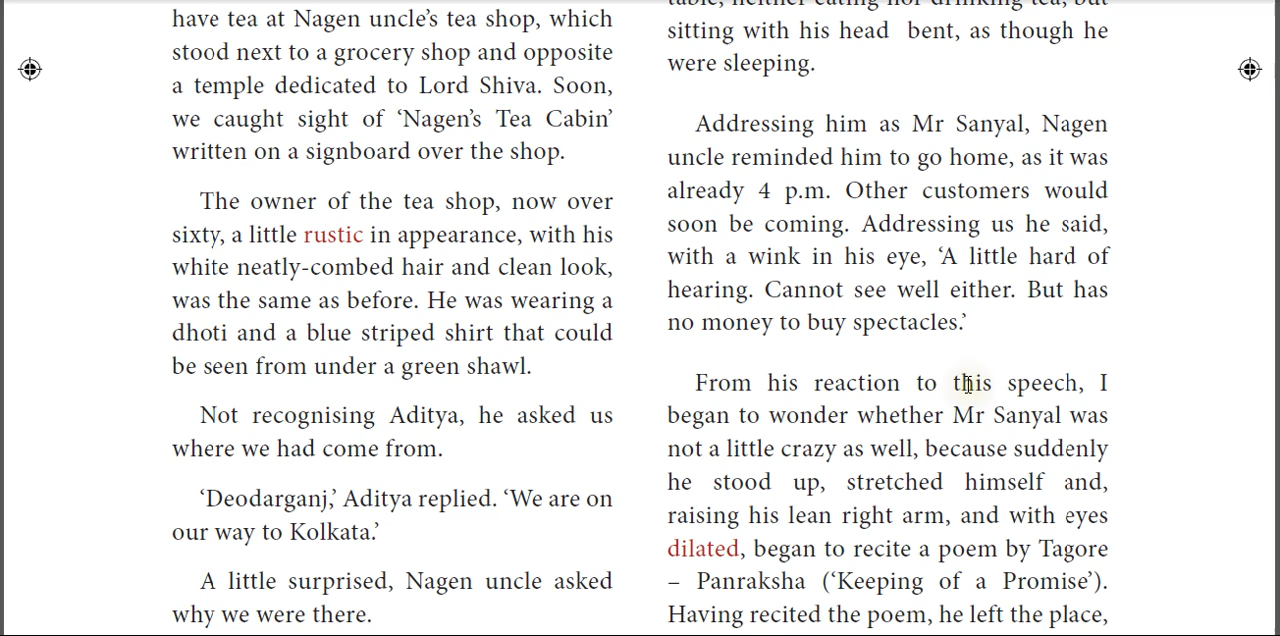 have tea at Nagen uncle’s tea shop, which
stood next to a grocery shop and opposite
a temple dedicated to Lord Shiva. Soon,
we caught sight of ‘Nagen’s Tea Cabin’
written on a signboard over the shop.
The owner of the tea shop, now over
sixty, a little rustic in appearance, with his
white neatly-combed hair and clean look,
was the same as before. He was wearing a
dhoti and a blue striped shirt that could
be seen from under a green shawl.
Not recognising Aditya, he asked us
where we had come from.
‘Deodarganj,’ Aditya replied. ‘We are on
our way to Kolkata.’
A little surprised, Nagen uncle asked
why we were there.
table, neither eating nor drinking tea, but
sitting with his head bent, as though he
were sleeping.
Addressing him as Mr Sanyal, Nagen
uncle reminded him to go home, as it was
already 4 p.m. Other customers would
soon be coming. Addressing us he said,
with a wink in his eye, ‘A little hard of
hearing. Cannot see well either. But has
no money to buy spectacles.’
From his reaction to this speech, I
began to wonder whether Mr Sanyal was
not a little crazy as well, because suddenly
he stood up, stretched himself and,
raising his lean right arm, and with eyes
dilated, began to recite a poem by Tagore
– Panraksha (‘Keeping of a Promise’).
Having recited the poem, he left the place,